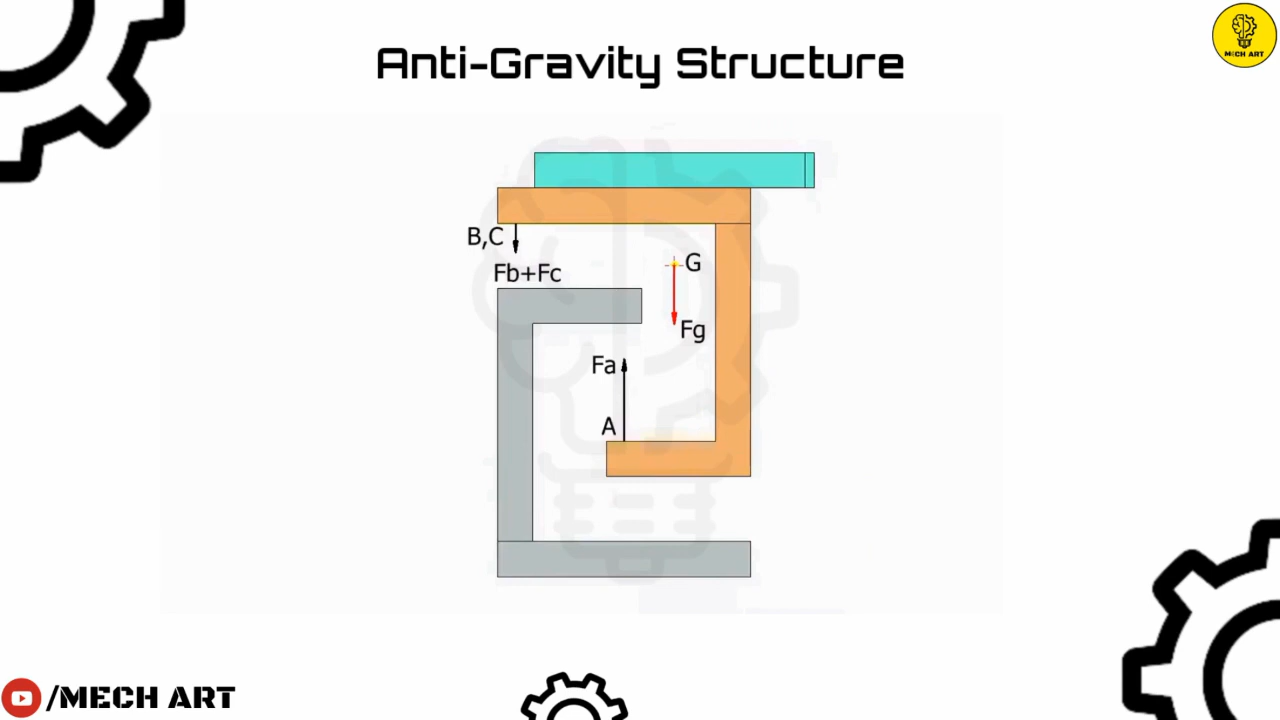 Anti-Gravity Structure
MECH ART
B,C
Fb+Fc
G
Fg
Fa
A
/MECH ART